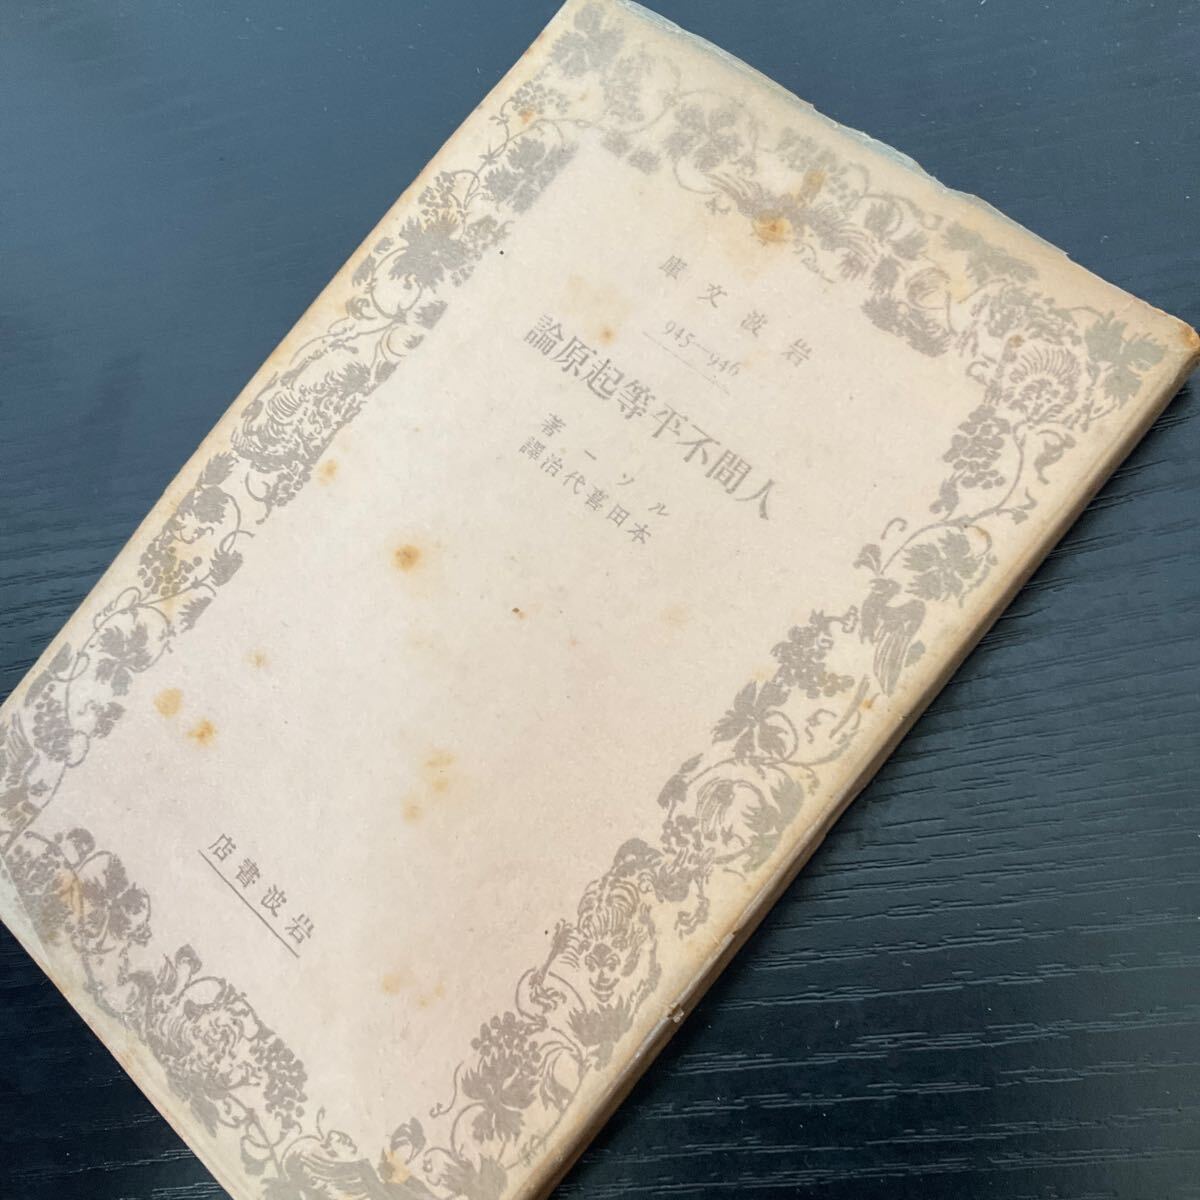 岩波文庫
945—946
人間不平等起原論
ルソー著
本田喜代治譯
岩波書店